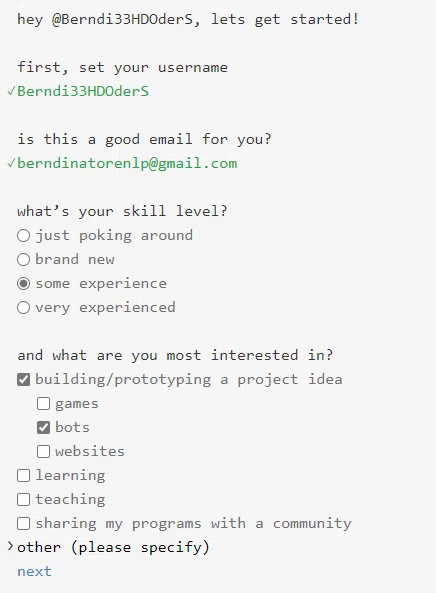 hey @Berndi33HDOderS, lets get started!
first, set your username
✓Berndi33HDOderS
is this a good email for you?
✓berndinatorenlp@gmail.com
what’s your skill level?
just poking around
brand new
some experience
very experienced
and what are you most interested in?
building/prototyping a project idea
games
bots
websites
learning
teaching
sharing my programs with a community
>other (please specify)
next